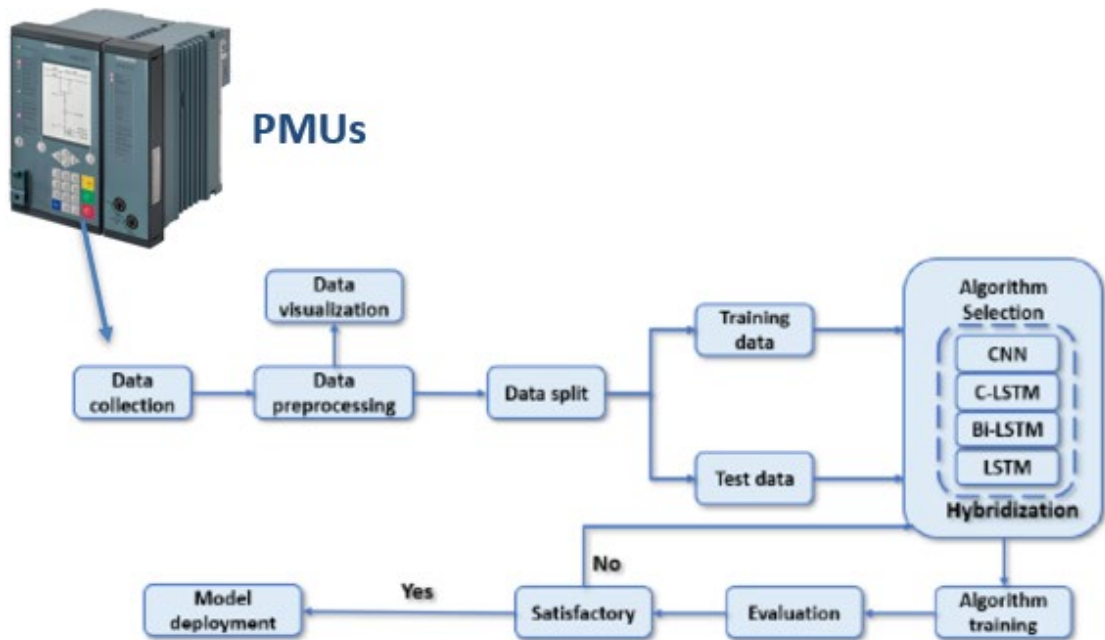 PMUs
Data
visualization
Data
collection
Data
preprocessing
Data split
Training
data
Test data
Algorithm
Selection
CNN
C-LSTM
Bi-LSTM
LSTM
Hybridization
No
Yes
Model
deployment
Satisfactory
Evaluation
Algorithm
training